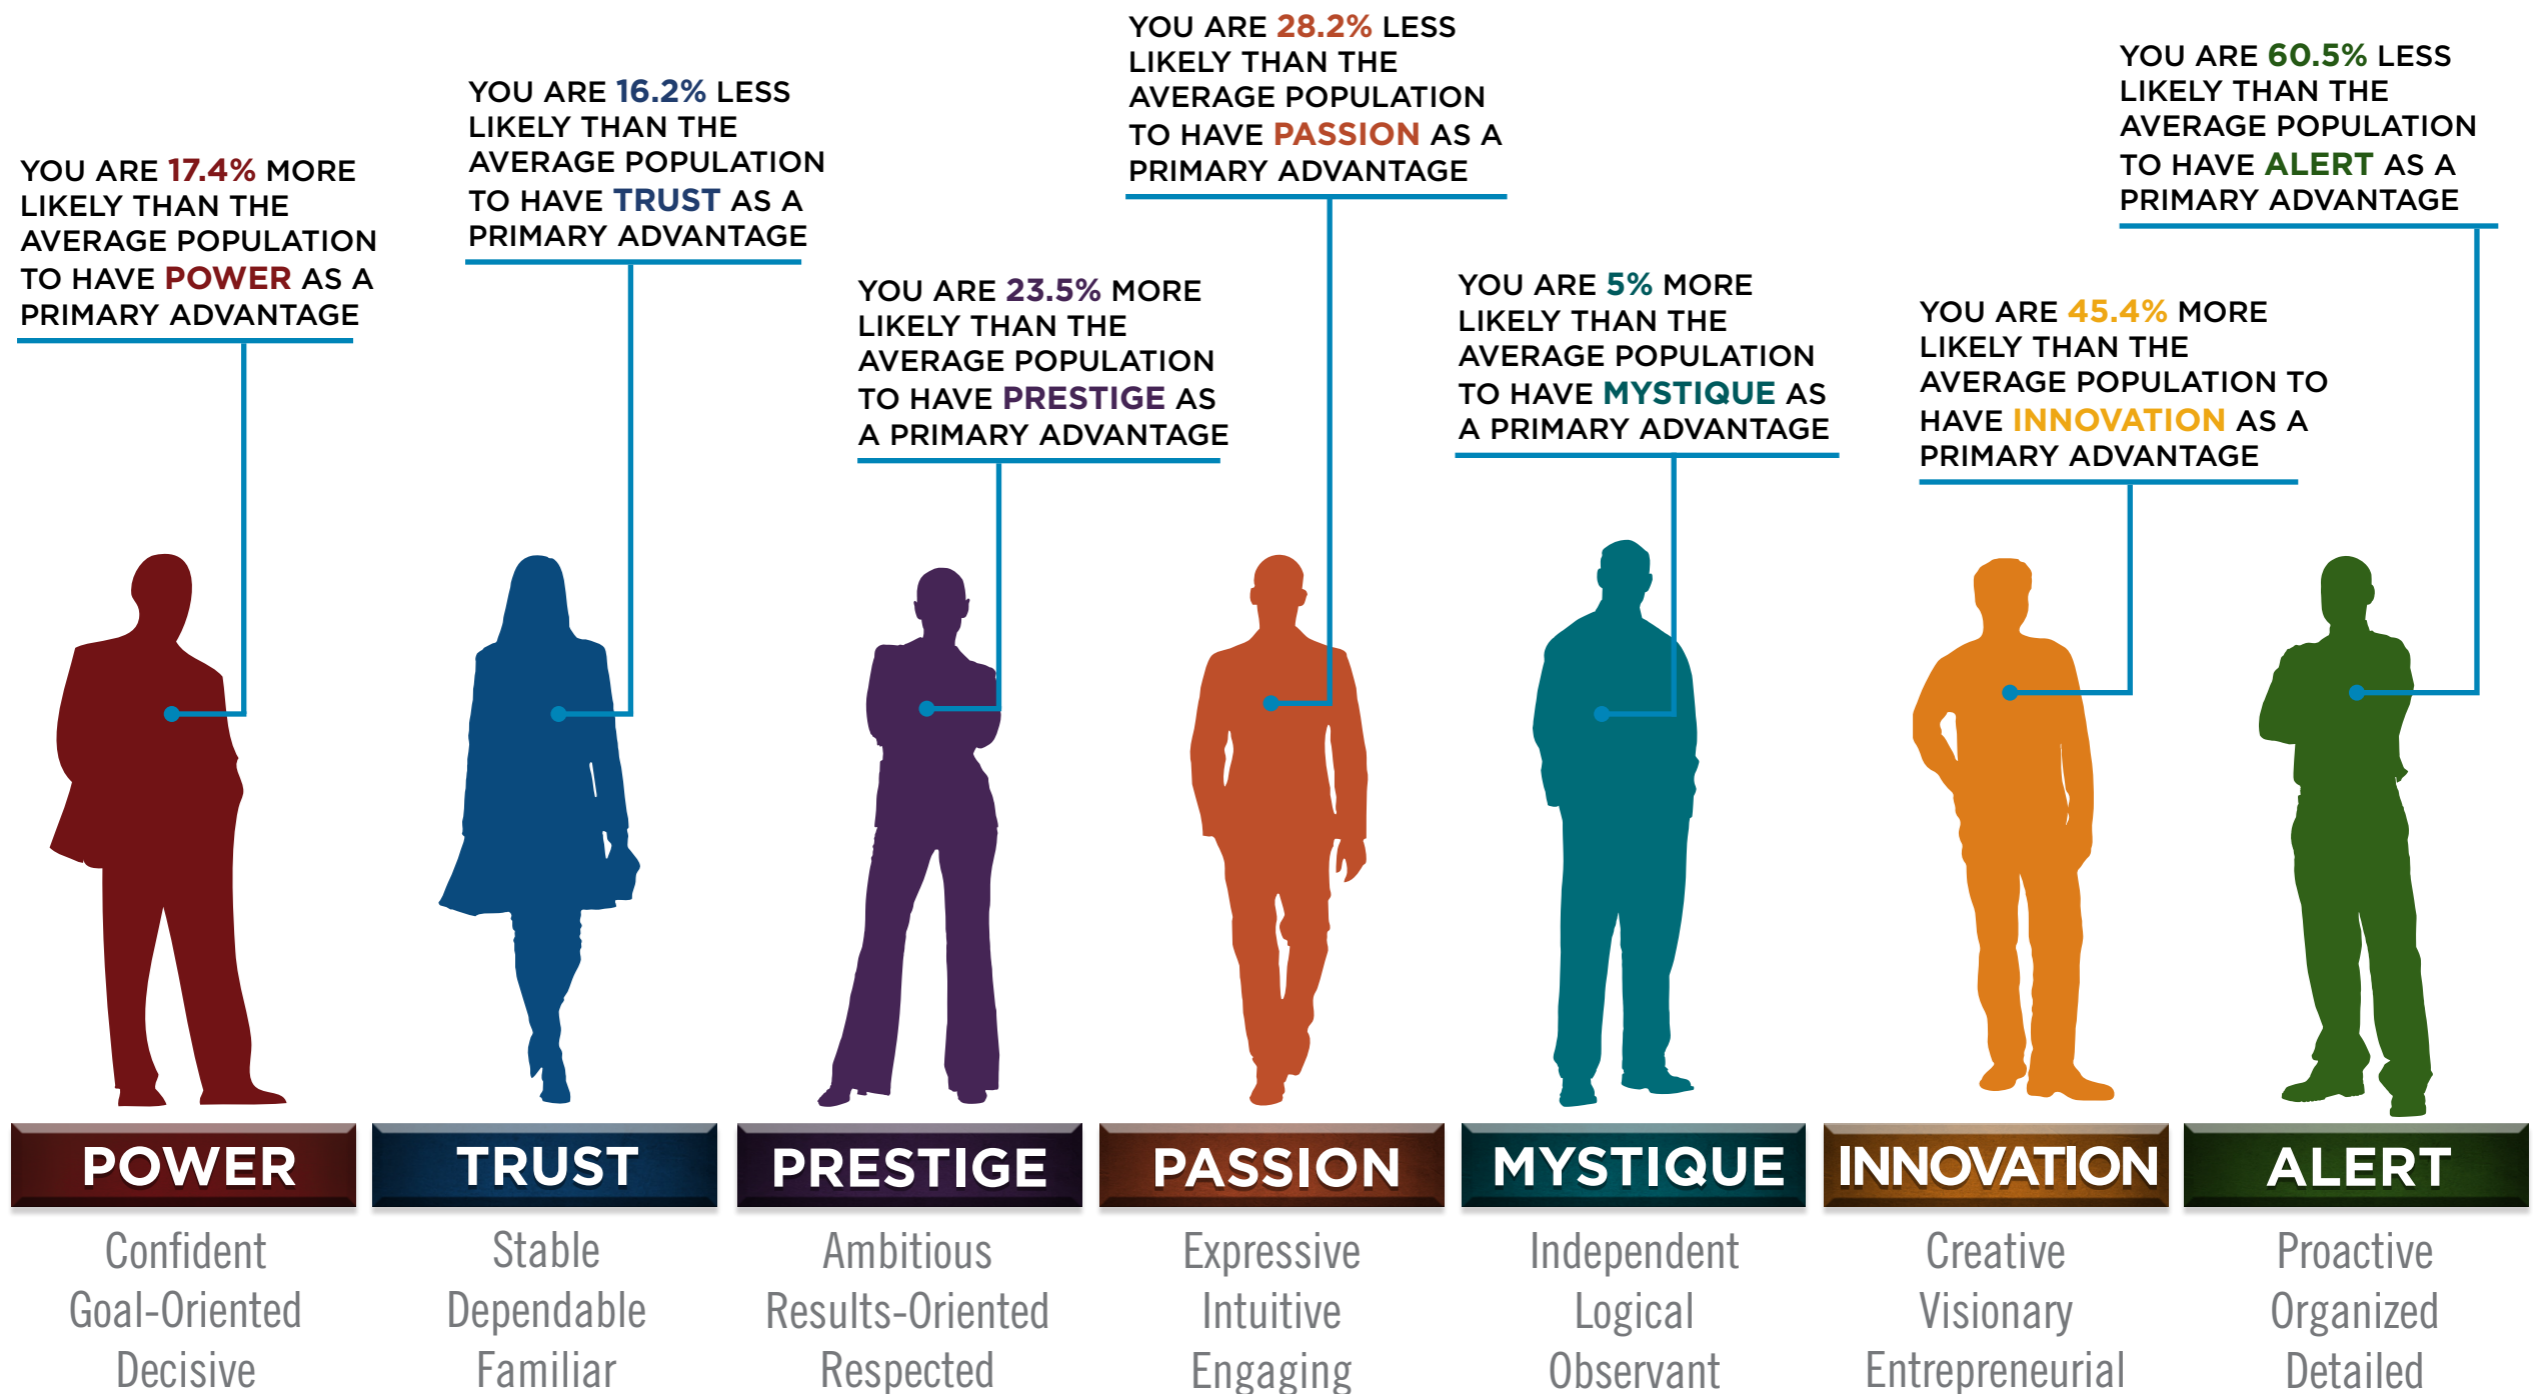 YOU ARE 17.4% MORE
LIKELY THAN THE
AVERAGE POPULATION
TO HAVE POWER AS A
PRIMARY ADVANTAGE
YOU ARE 16.2% LESS
LIKELY THAN THE
AVERAGE POPULATION
TO HAVE TRUST AS A
PRIMARY ADVANTAGE
YOU ARE 23.5% MORE
LIKELY THAN THE
AVERAGE POPULATION
TO HAVE PRESTIGE AS
A PRIMARY ADVANTAGE
YOU ARE 28.2% LESS
LIKELY THAN THE
AVERAGE POPULATION
TO HAVE PASSION AS A
PRIMARY ADVANTAGE
YOU ARE 5% MORE
LIKELY THAN THE
AVERAGE POPULATION
TO HAVE MYSTIQUE AS
A PRIMARY ADVANTAGE
YOU ARE 45.4% MORE
LIKELY THAN THE
AVERAGE POPULATION TO
HAVE INNOVATION AS A
PRIMARY ADVANTAGE
YOU ARE 60.5% LESS
LIKELY THAN THE
AVERAGE POPULATION
TO HAVE ALERT AS A
PRIMARY ADVANTAGE
POWER
Confident
Goal-Oriented
Decisive
TRUST
Stable
Dependable
Familiar
PRESTIGE
Ambitious
Results-Oriented
Respected
PASSION
Expressive
Intuitive
Engaging
MYSTIQUE
Independent
Logical
Observant
INNOVATION
Creative
Visionary
Entrepreneurial
ALERT
Proactive
Organized
Detailed